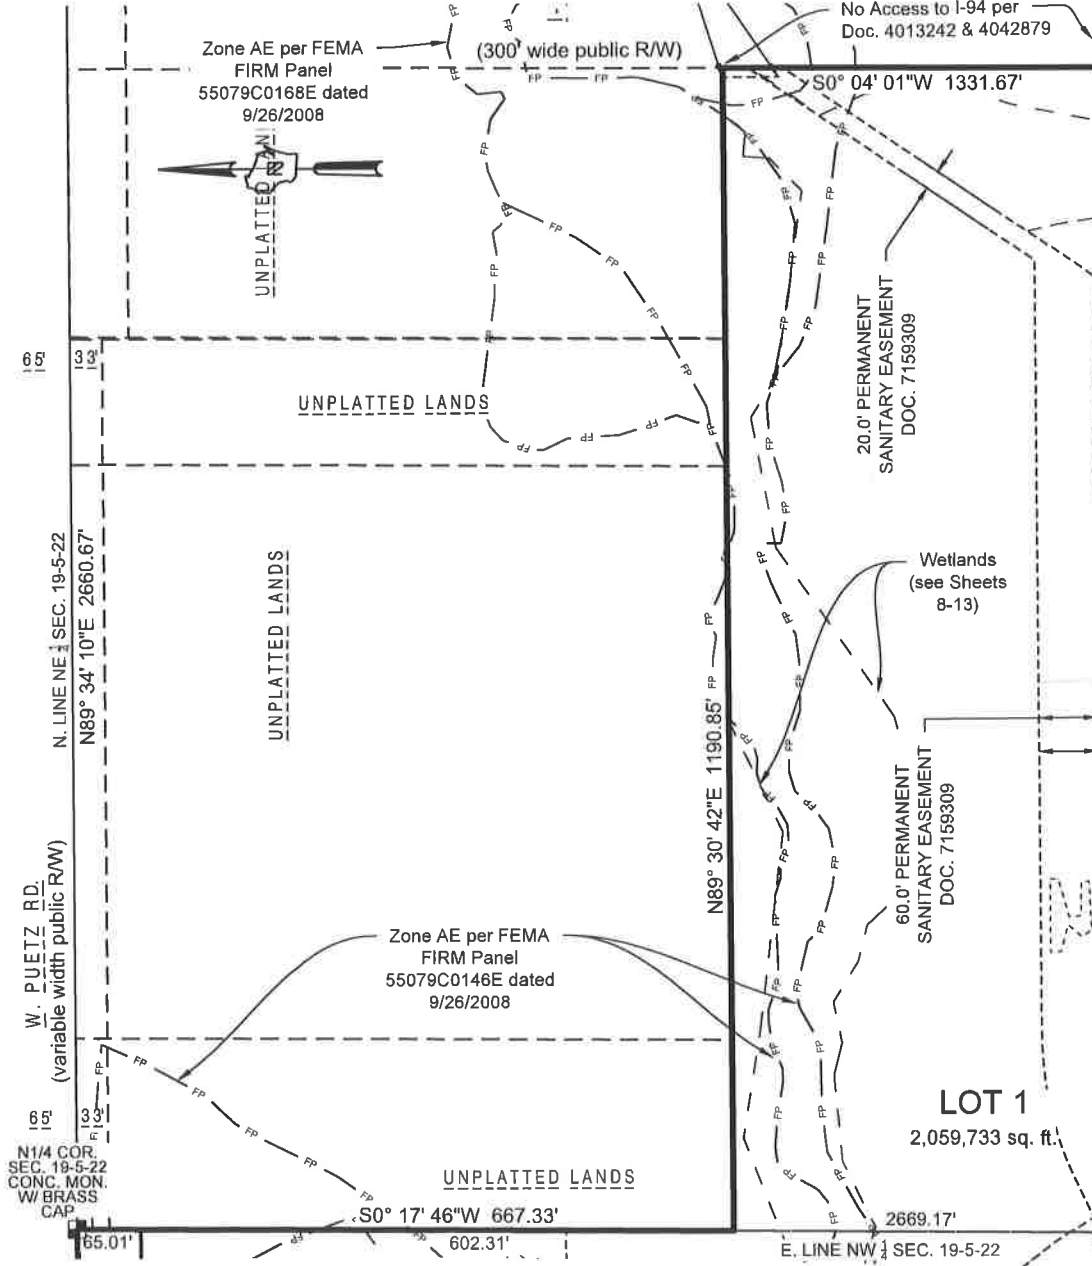 No Access to I-94 per
Doc. 4013242 & 4042879
Zone AE per FEMA
FIRM Panel
55079C0168E dated
9/26/2008
(300' wide public R/W)
S0° 04' 01"W 1331.67'
UNPLATTED
N
65'
33'
UNPLATTED LANDS
20.0' PERMANENT
SANITARY EASEMENT
DOC. 7159309
N. LINE NE ¼ SEC. 19-5-22
N89° 34' 10"E 2660.67'
UNPLATTED LANDS
Wetlands
(see Sheets
8-13)
N89° 30' 42"E 1190.85'
60.0' PERMANENT
SANITARY EASEMENT
DOC. 7159309
W. PUETZ RD.
(variable width public R/W)
Zone AE per FEMA
FIRM Panel
55079C0146E dated
9/26/2008
LOT 1
2,059,733 sq. ft.
65'
33'
N1/4 COR.
SEC. 19-5-22
CONC. MON.
W/ BRASS
CAP
UNPLATTED LANDS
S0° 17' 46"W 667.33'
2669.17'
65.01'
602.31'
E. LINE NW ¼ SEC. 19-5-22
FP